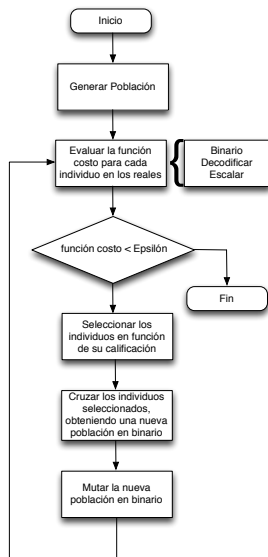 Inicio
Generar Población
Evaluar la función
costo para cada
individuo en los reales
{
Binario
Decodificar
Escalar
función costo < Epsilón
Fin
Seleccionar los
individuos en función
de su calificación
Cruzar los individuos
seleccionados,
obteniendo una nueva
población en binario
Mutar la nueva
población en binario